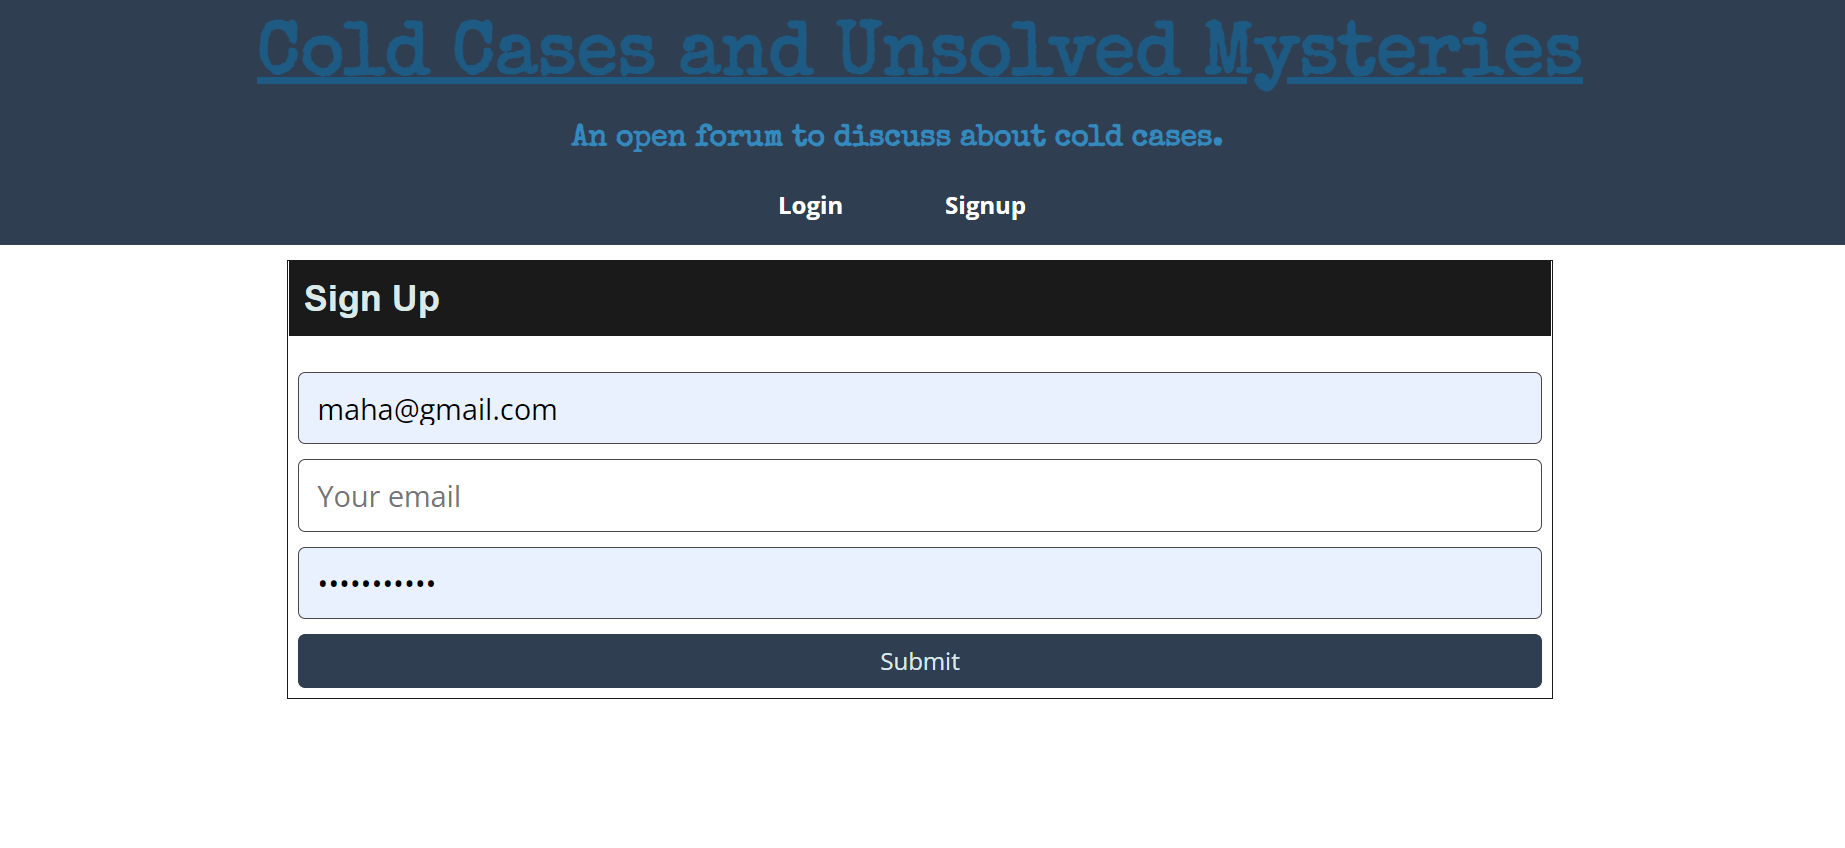 Cold Cases and Unsolved Mysteries
An open forum to discuss about cold cases.
Login Signup
Sign Up
maha@gmail.com
Your email
•••••••••••
Submit